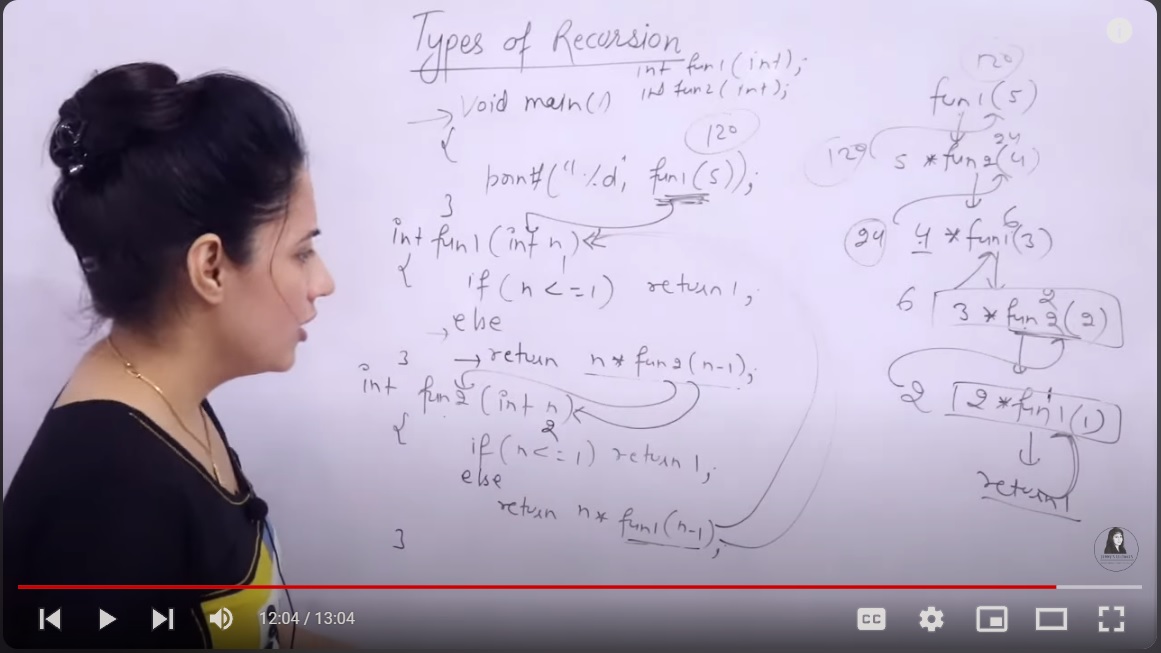 Types of Recursion
int fun1(int);
int fun2(int);
→ void main()
{
120
printf("%d", fun1(5));
}
int fun1(int n)
{
if(n <= 1) return 1;
→ else
→ return n * fun2(n-1);
}
int fun2(int n)
{
2
if(n <= 1) return 1;
else
return n * fun1(n-1);
}
120
fun1(5)
24
120 5 * fun2(4)
6
24 4 * fun1(3)
2
6 3 * fun2(2)
1
2 2 * fun1(1)
return 1
12:04 / 13:04
CC